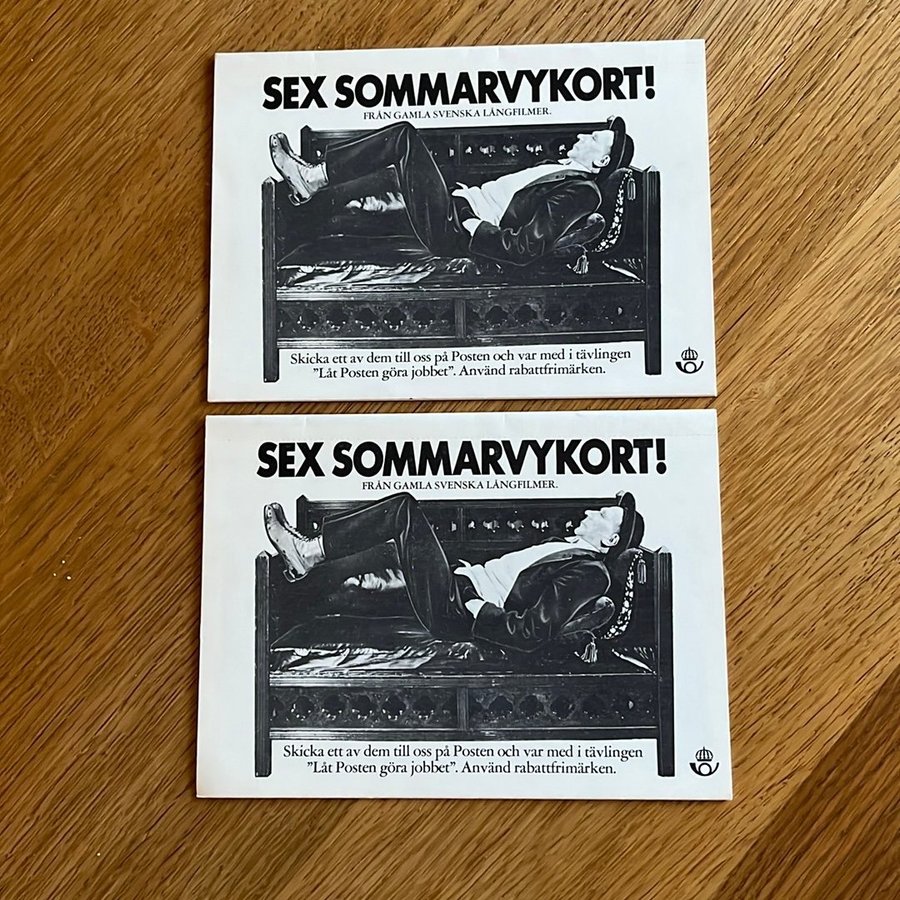 SEX SOMMARVYKORT!
FRÅN GAMLA SVENSKA LÅNGFILMER.
Skicka ett av dem till oss på Posten och var med i tävlingen
"Låt Posten göra jobbet". Använd rabattfrimärken.
SEX SOMMARVYKORT!
FRÅN GAMLA SVENSKA LÅNGFILMER.
Skicka ett av dem till oss på Posten och var med i tävlingen
"Låt Posten göra jobbet". Använd rabattfrimärken.